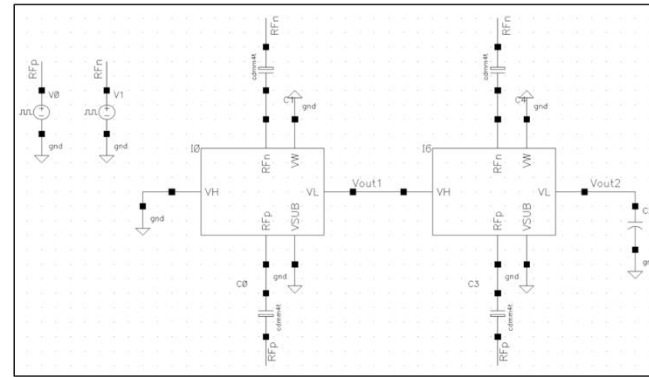 RFn
RFn
cdmm4t
cdmm4t
RFp
RFn
V0
V1
C1
C4
gnd
gnd
gnd
gnd
I0
I6
RFn
VW
RFn
VW
VH
VL
Vout1
VH
VL
Vout2
gnd
RFp
VSUB
RFp
VSUB
C0
gnd
C3
gnd
cdmm4t
cdmm4t
RFp
RFp